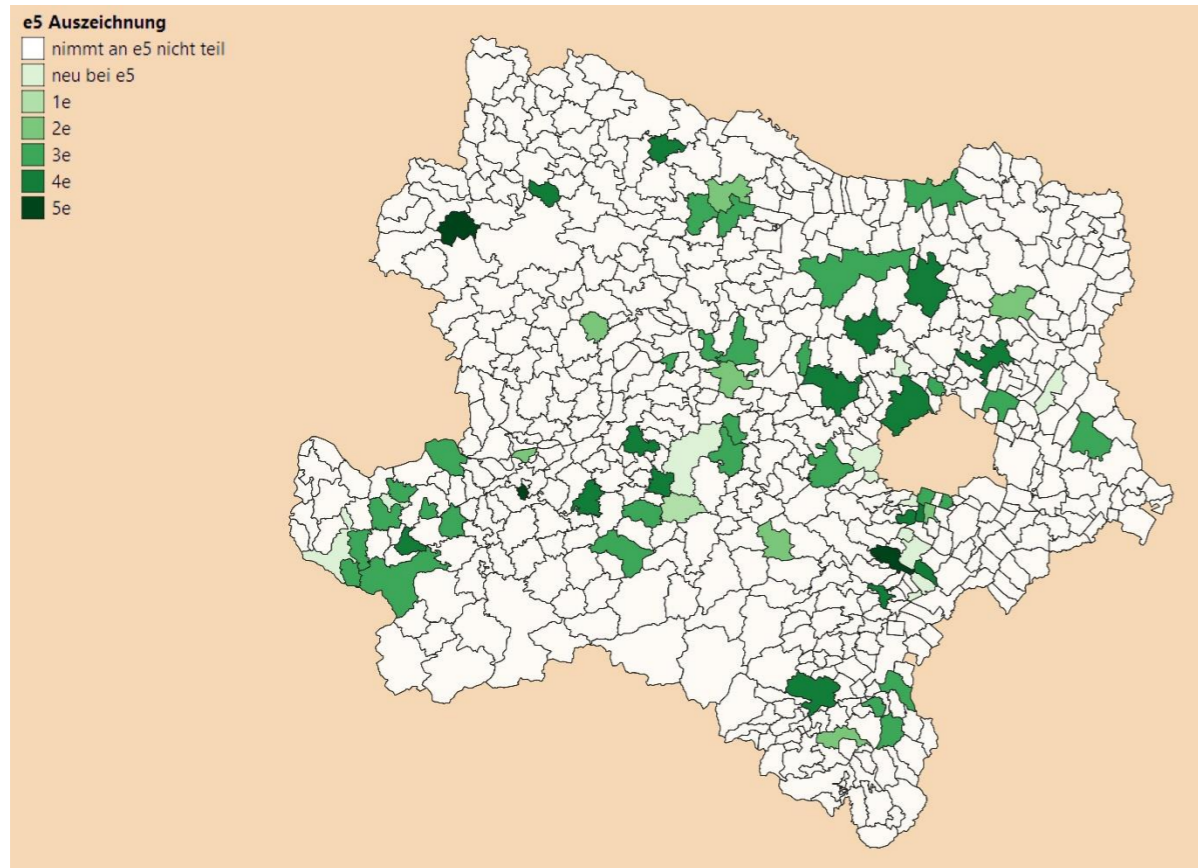 e5 Auszeichnung
nimmt an e5 nicht teil
neu bei e5
1e
2e
3e
4e
5e